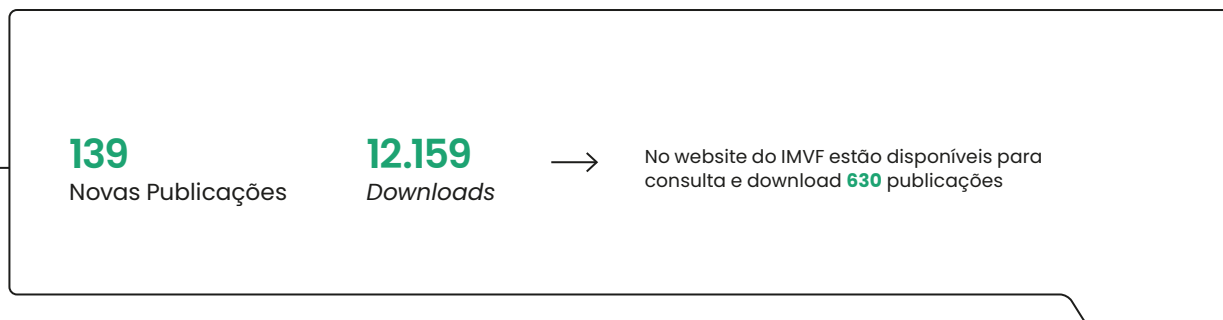 139
Novas Publicações
12.159
Downloads
No website do IMVF estão disponíveis para
consulta e download 630 publicações